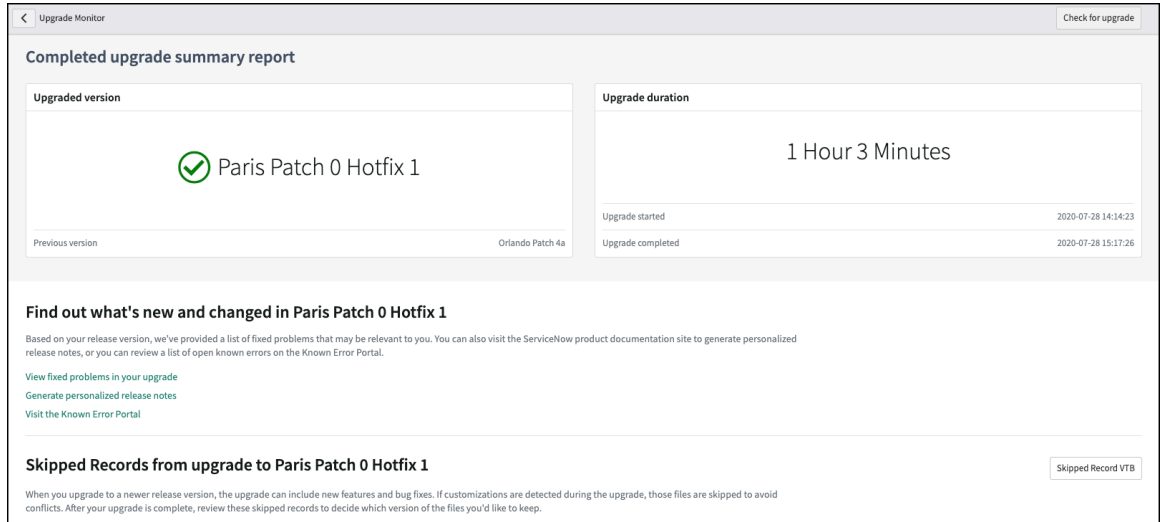 Upgrade Monitor
Check for upgrade
Completed upgrade summary report
Upgraded version
Paris Patch 0 Hotfix 1
Previous version
Orlando Patch 4a
Upgrade duration
1 Hour 3 Minutes
Upgrade started
2020-07-28 14:14:23
Upgrade completed
2020-07-28 15:17:26
Find out what's new and changed in Paris Patch 0 Hotfix 1
Based on your release version, we've provided a list of fixed problems that may be relevant to you. You can also visit the ServiceNow product documentation site to generate personalized
release notes, or you can review a list of open known errors on the Known Error Portal.
View fixed problems in your upgrade
Generate personalized release notes
Visit the Known Error Portal
Skipped Records from upgrade to Paris Patch 0 Hotfix 1
Skipped Record VTB
When you upgrade to a newer release version, the upgrade can include new features and bug fixes. If customizations are detected during the upgrade, those files are skipped to avoid
conflicts. After your upgrade is complete, review these skipped records to decide which version of the files you'd like to keep.